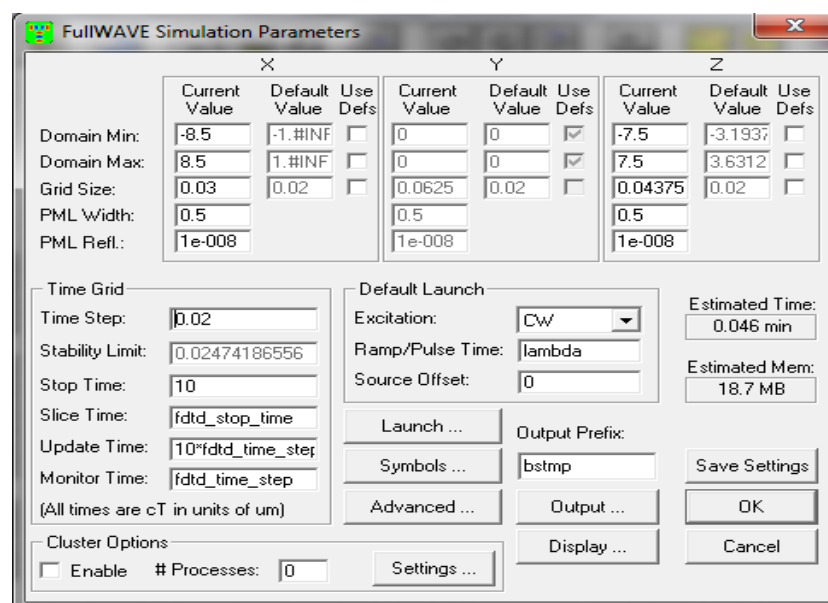 FullWAVE Simulation Parameters
X Y Z
Current Value Default Value Use Defs Current Value Default Value Use Defs Current Value Default Value Use Defs
Domain Min: -8.5 -1.#INF 0 0 -7.5 -3.1937
Domain Max: 8.5 1.#INF 0 0 7.5 3.6312
Grid Size: 0.03 0.02 0.0625 0.02 0.04375 0.02
PML Width: 0.5 0.5 0.5
PML Refl.: 1e-008 1e-008 1e-008
Time Grid
Time Step: 0.02
Stability Limit: 0.02474186556
Stop Time: 10
Slice Time: fdtd_stop_time
Update Time: 10*fdtd_time_step
Monitor Time: fdtd_time_step
(All times are cT in units of um)
Default Launch
Excitation: CW
Ramp/Pulse Time: lambda
Source Offset: 0
Estimated Time:
0.046 min
Estimated Mem:
18.7 MB
Launch ...
Symbols ...
Advanced ...
Output Prefix:
bstmp
Output ...
Display ...
Save Settings
OK
Cancel
Cluster Options
Enable # Processes: 0 Settings ...